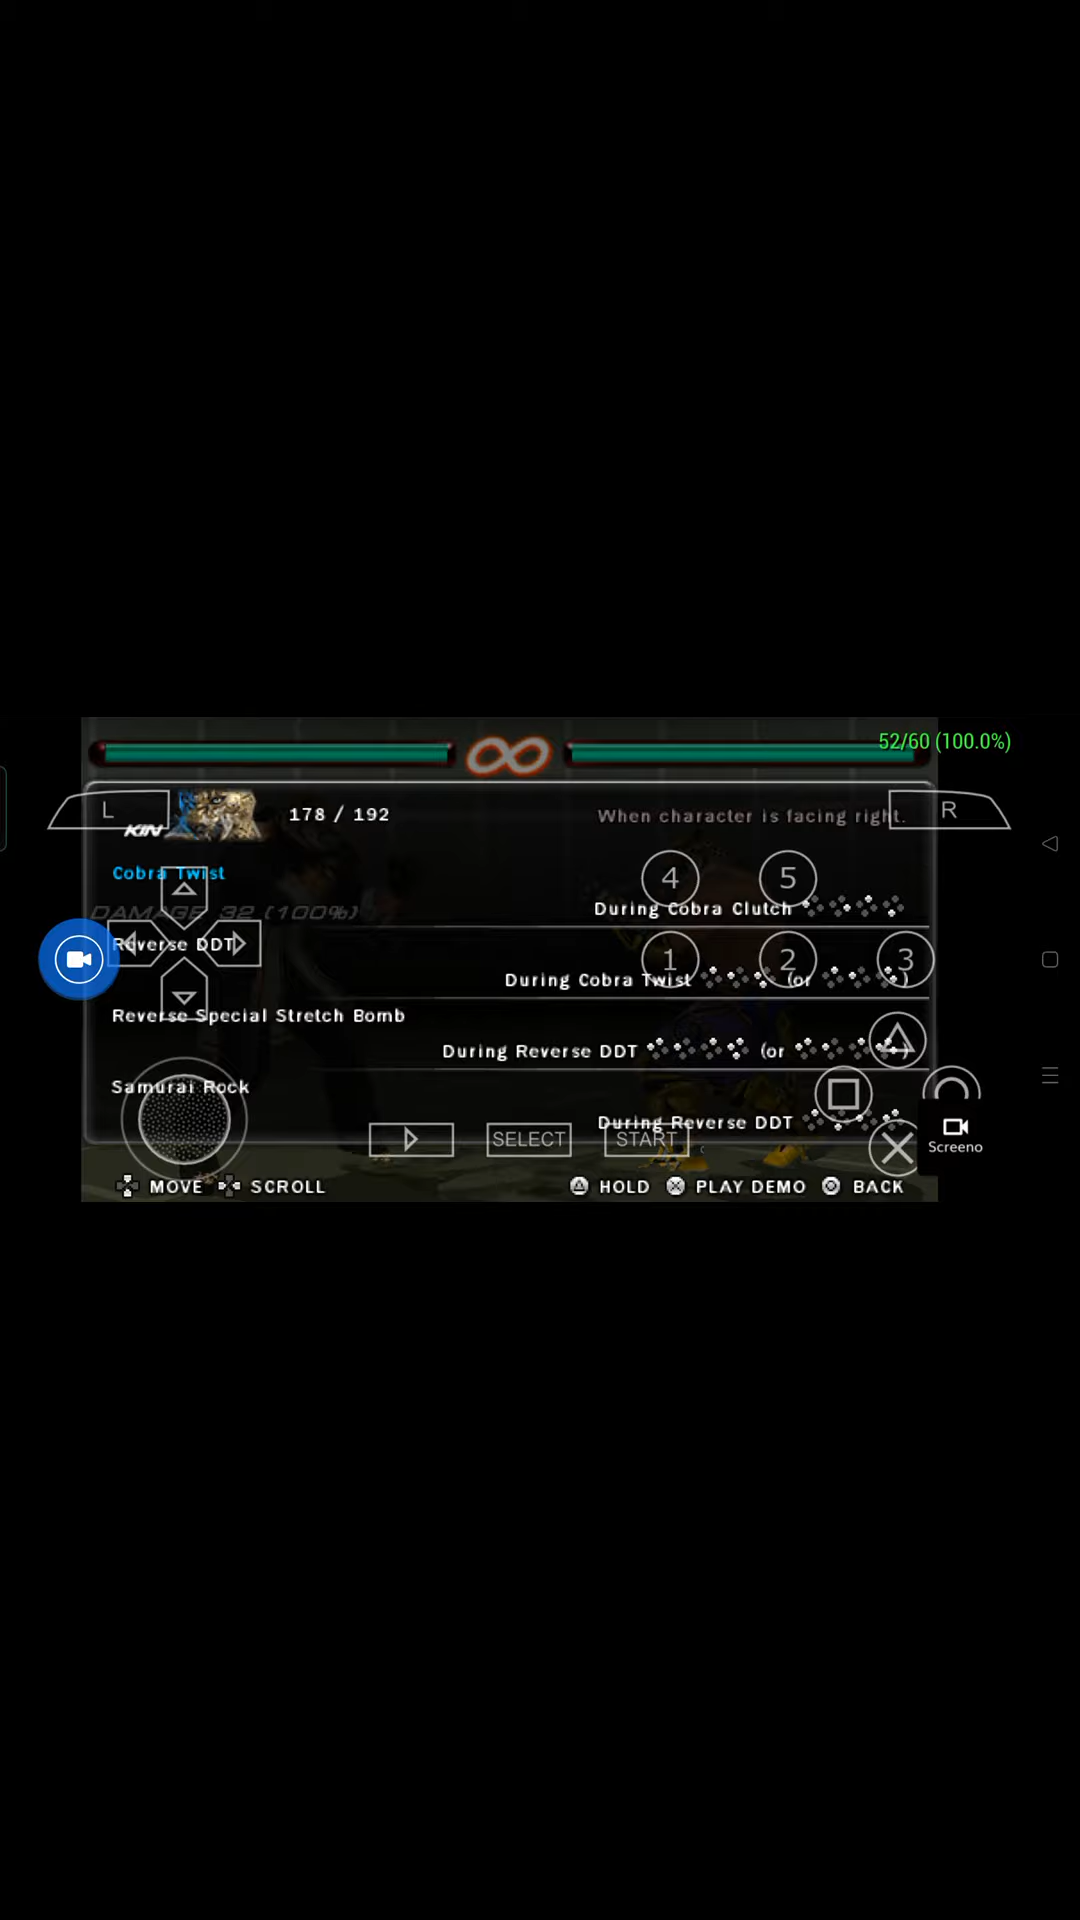 52/60 (100.0%)
L
KIN
178 / 192
When character is facing right.
R
Cobra Twist
4
5
DAMAGE 32 (100%)
During Cobra Clutch
Reverse DDT
1
2
3
During Cobra Twist (or )
Reverse Special Stretch Bomb
During Reverse DDT (or )
Samurai Rock
During Reverse DDT
SELECT
START
Screeno
MOVE
SCROLL
HOLD
PLAY DEMO
BACK